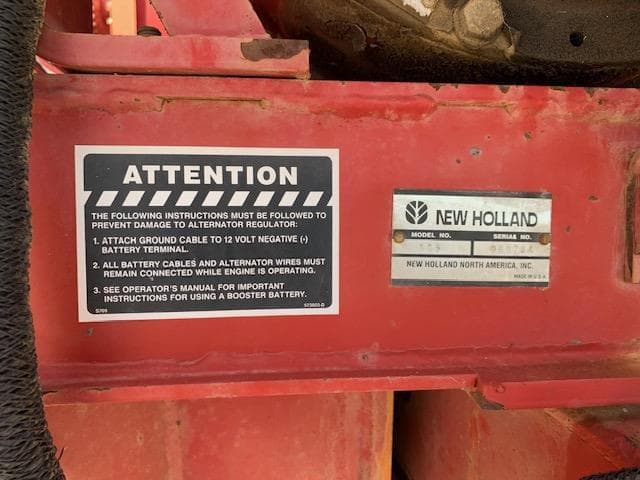 ATTENTION
THE FOLLOWING INSTRUCTIONS MUST BE FOLLOWED TO
PREVENT DAMAGE TO ALTERNATOR REGULATOR:
1. ATTACH GROUND CABLE TO 12 VOLT NEGATIVE (-)
BATTERY TERMINAL.
2. ALL BATTERY CABLES AND ALTERNATOR WIRES MUST
REMAIN CONNECTED WHILE ENGINE IS OPERATING.
3. SEE OPERATOR'S MANUAL FOR IMPORTANT
INSTRUCTIONS FOR USING A BOOSTER BATTERY.
NEW HOLLAND
MODEL NO. SERIAL NO.
NEW HOLLAND NORTH AMERICA, INC.
MADE IN U.S.A.